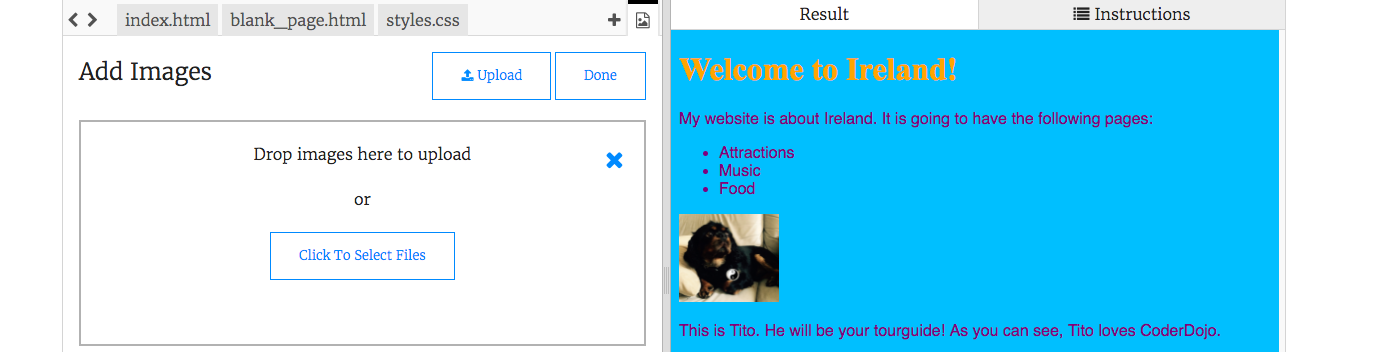 index.html blank_page.html styles.css
Add Images
Upload Done
Drop images here to upload
or
Click To Select Files
Result Instructions
Welcome to Ireland!
My website is about Ireland. It is going to have the following pages:
• Attractions
• Music
• Food
This is Tito. He will be your tourguide! As you can see, Tito loves CoderDojo.